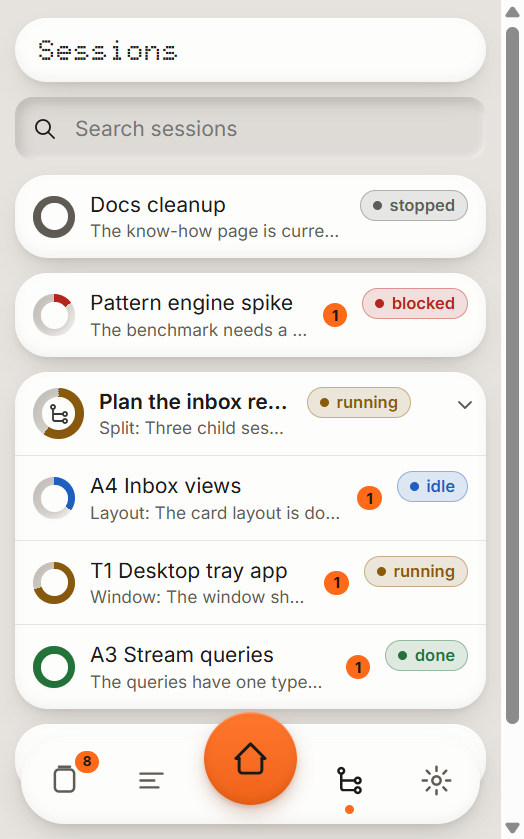 Sessions
Search sessions
Docs cleanup
stopped
The know-how page is curre...
Pattern engine spike
1
blocked
The benchmark needs a ...
Plan the inbox re...
running
Split: Three child ses...
A4 Inbox views
1
idle
Layout: The card layout is do...
T1 Desktop tray app
1
running
Window: The window sh...
A3 Stream queries
1
done
The queries have one type...
8